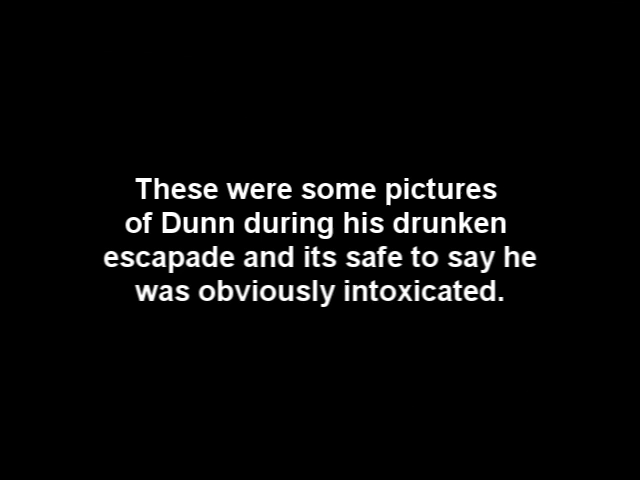 These were some pictures
of Dunn during his drunken
escapade and its safe to say he
was obviously intoxicated.